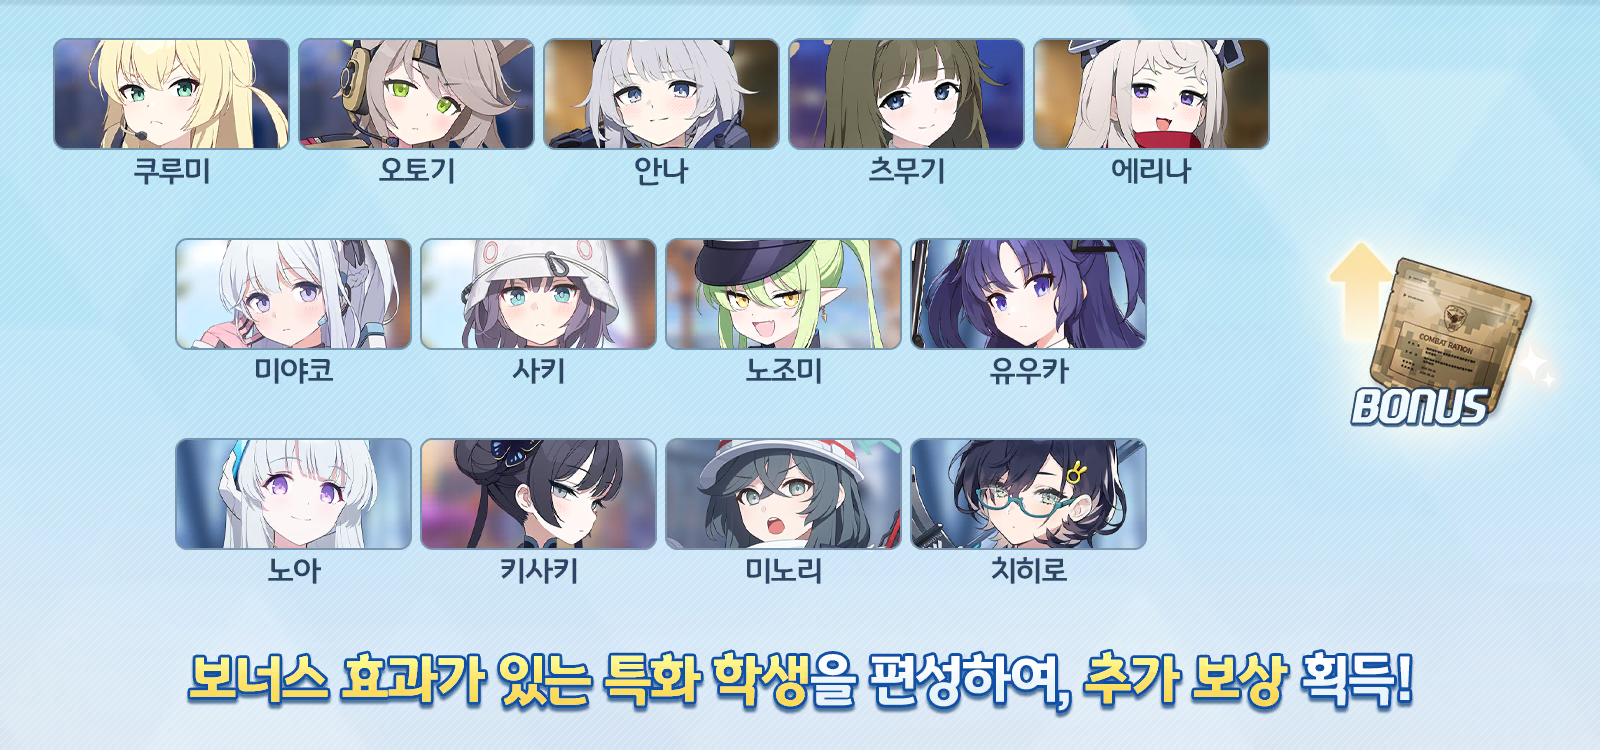 쿠루미 오토기 안나 츠무기 에리나
미야코 사키 노조미 유우카
COMBAT RATION
BONUS
노아 키사키 미노리 치히로
보너스 효과가 있는 특화 학생을 편성하여, 추가 보상 획득!